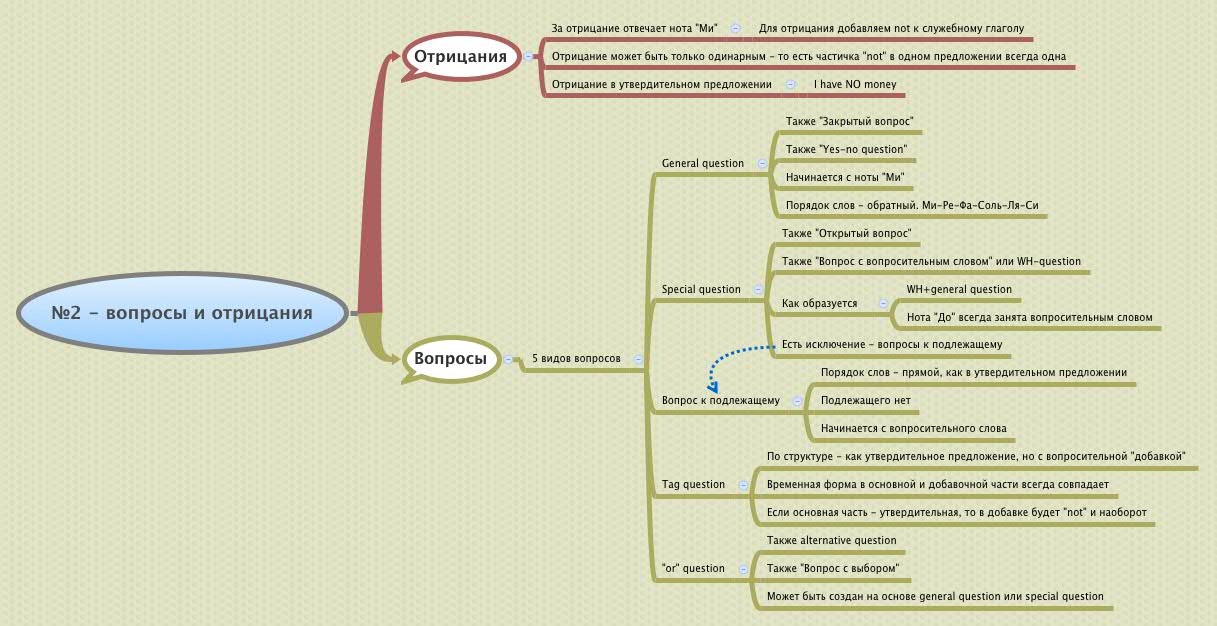 №2 - вопросы и отрицания
Отрицания
За отрицание отвечает нота "Ми"
Для отрицания добавляем not к служебному глаголу
Отрицание может быть только одинарным - то есть частичка "not" в одном предложении всегда одна
Отрицание в утвердительном предложении
I have NO money
Вопросы
5 видов вопросов
General question
Также "Закрытый вопрос"
Также "Yes-no question"
Начинается с ноты "Ми"
Порядок слов - обратный. Ми-Ре-Фа-Соль-Ля-Си
Special question
Также "Открытый вопрос"
Также "Вопрос с вопросительным словом" или WH-question
Как образуется
WH+general question
Нота "До" всегда занята вопросительным словом
Есть исключение - вопросы к подлежащему
Вопрос к подлежащему
Порядок слов - прямой, как в утвердительном предложении
Подлежащего нет
Начинается с вопросительного слова
Tag question
По структуре - как утвердительное предложение, но с вопросительной "добавкой"
Временная форма в основной и добавочной части всегда совпадает
Если основная часть - утвердительная, то в добавке будет "not" и наоборот
"or" question
Также alternative question
Также "Вопрос с выбором"
Может быть создан на основе general question или special question